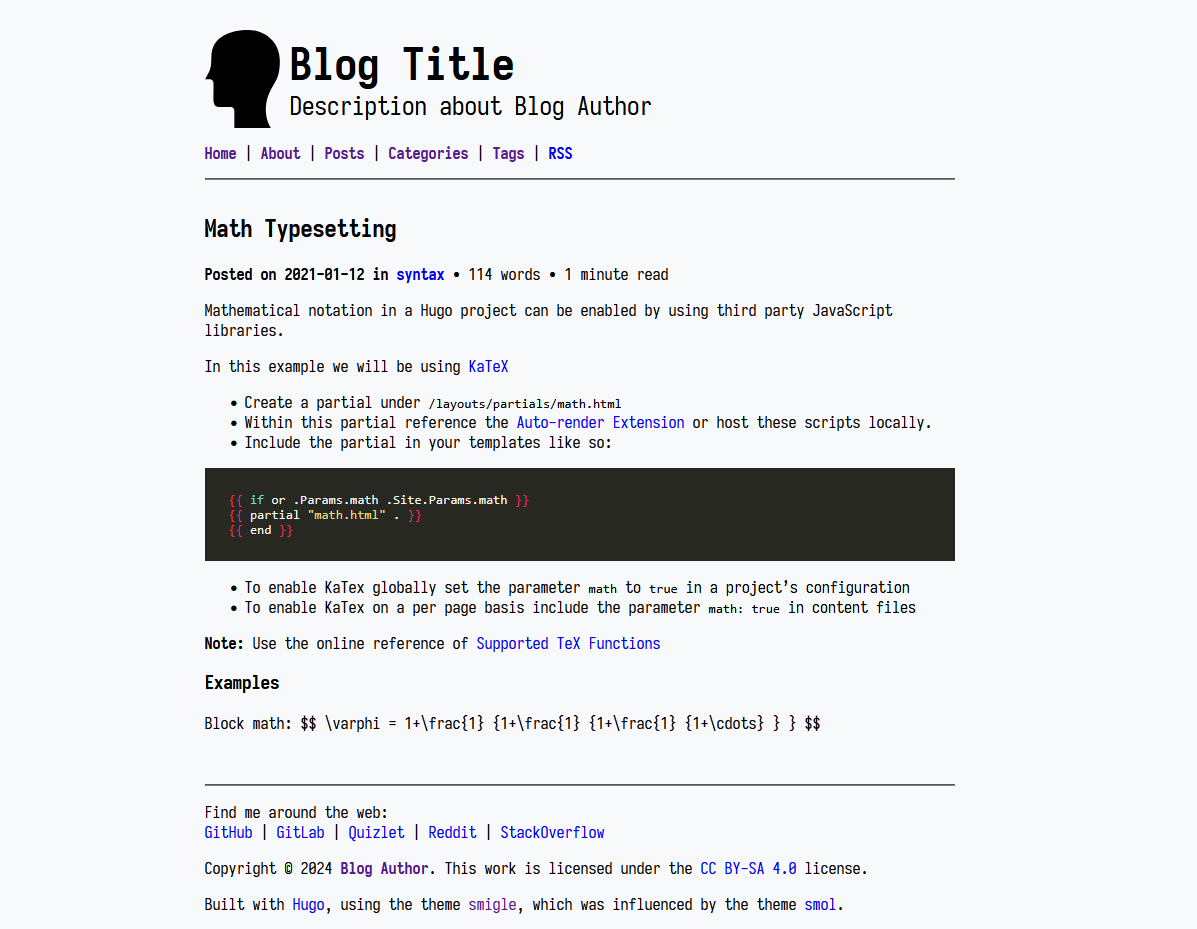 Blog Title
Description about Blog Author
Home | About | Posts | Categories | Tags | RSS
Math Typesetting
Posted on 2021-01-12 in syntax • 114 words • 1 minute read
Mathematical notation in a Hugo project can be enabled by using third party JavaScript
libraries.
In this example we will be using KaTeX
• Create a partial under /layouts/partials/math.html
• Within this partial reference the Auto-render Extension or host these scripts locally.
• Include the partial in your templates like so:
{{ if or .Params.math .Site.Params.math }}
{{ partial "math.html" . }}
{{ end }}
• To enable KaTex globally set the parameter math to true in a project's configuration
• To enable KaTex on a per page basis include the parameter math: true in content files
Note: Use the online reference of Supported TeX Functions
Examples
Block math: $$ \varphi = 1+\frac{1} {1+\frac{1} {1+\frac{1} {1+\cdots} } } $$
Find me around the web:
GitHub | GitLab | Quizlet | Reddit | StackOverflow
Copyright © 2024 Blog Author. This work is licensed under the CC BY-SA 4.0 license.
Built with Hugo, using the theme smigle, which was influenced by the theme smol.